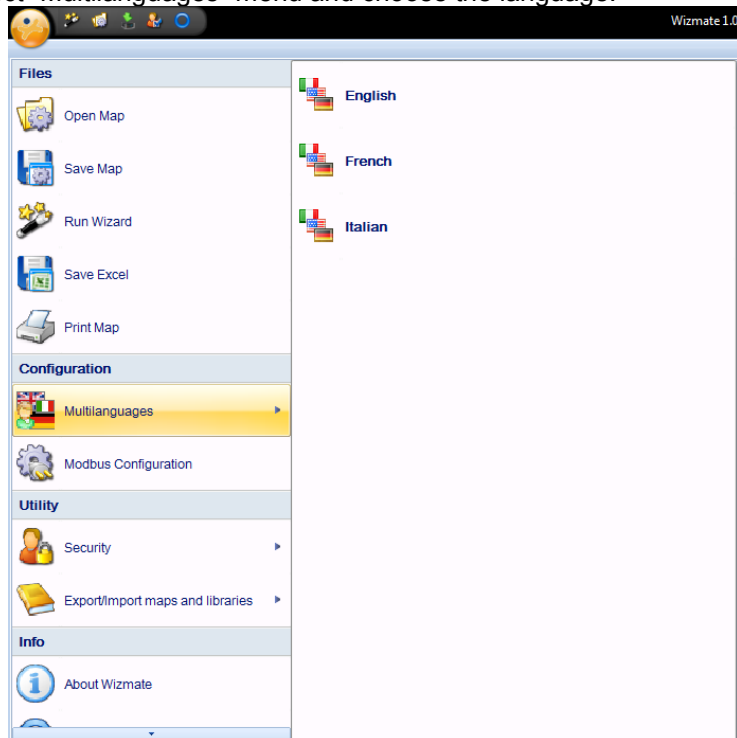 "Multilanguages" menu and choose the language.
Wizmate 1.0
Files
Open Map
Save Map
Run Wizard
Save Excel
Print Map
Configuration
Multilanguages
Modbus Configuration
Utility
Security
Export/Import maps and libraries
Info
About Wizmate
English
French
Italian